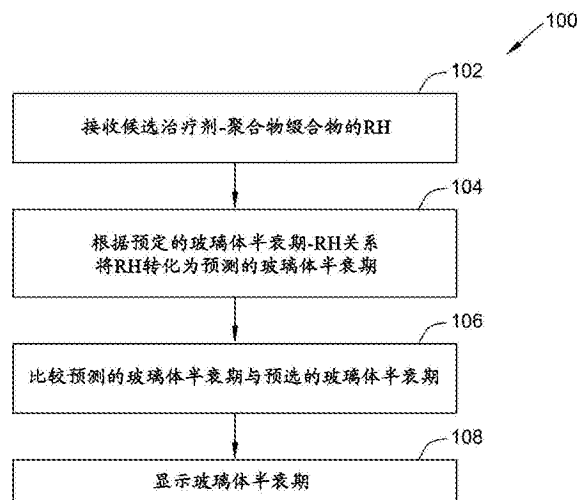 100
102
接收候选治疗剂-聚合物缀合物的RH
104
根据预定的玻璃体半衰期-RH关系
将RH转化为预测的玻璃体半衰期
106
比较预测的玻璃体半衰期与预选的玻璃体半衰期
108
显示玻璃体半衰期